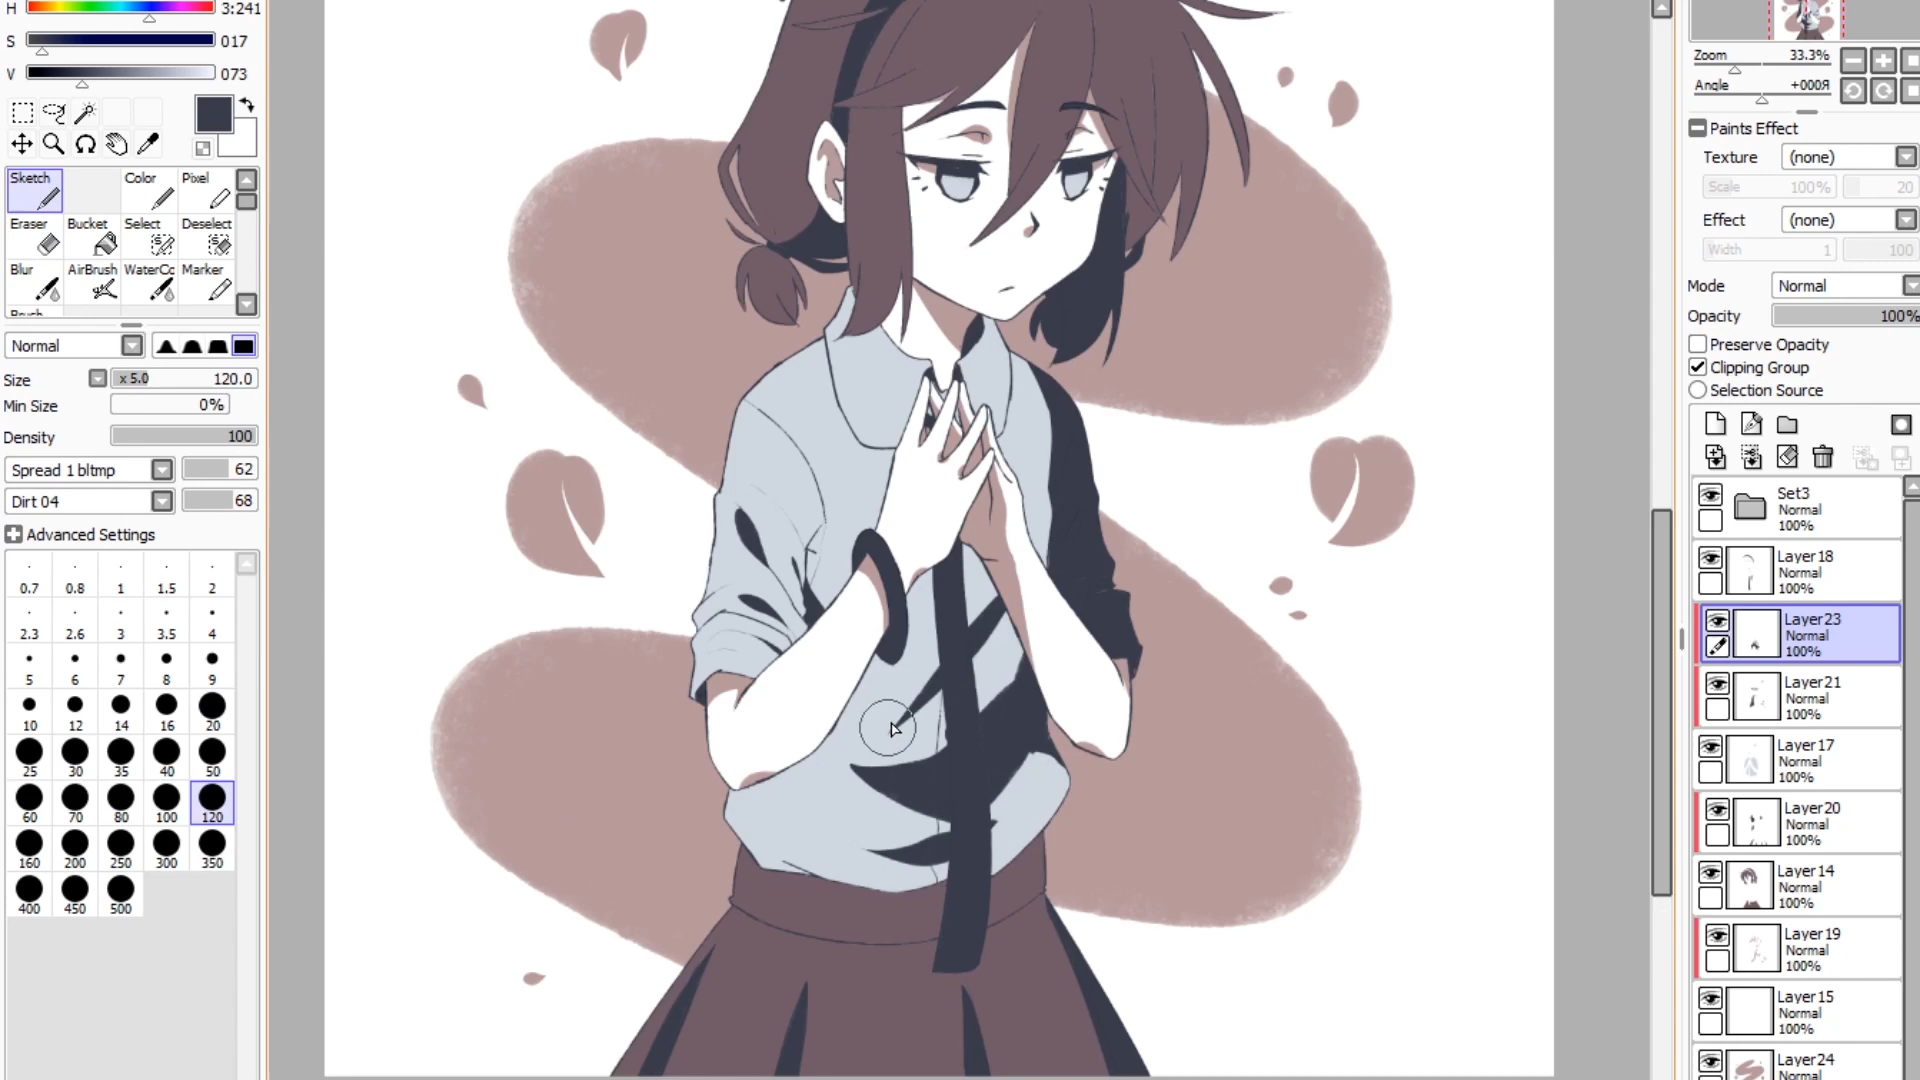 H 3:241
S 017
V 073
Sketch
Color
Pixel
Eraser
Bucket
Select
Deselect
Blur
AirBrush
WaterCc
Marker
Brush
Normal
Size x 5.0 120.0
Min Size 0%
Density 100
Spread 1 bltmp 62
Dirt 04 68
Advanced Settings
0.7 0.8 1 1.5 2
2.3 2.6 3 3.5 4
5 6 7 8 9
10 12 14 16 20
25 30 35 40 50
60 70 80 100 120
160 200 250 300 350
400 450 500
Zoom 33.3%
Angle +000Я
Paints Effect
Texture (none)
Scale 100% 20
Effect (none)
Width 1 100
Mode Normal
Opacity 100%
Preserve Opacity
Clipping Group
Selection Source
Set3
Normal
100%
Layer18
Normal
100%
Layer23
Normal
100%
Layer21
Normal
100%
Layer17
Normal
100%
Layer20
Normal
100%
Layer14
Normal
100%
Layer19
Normal
100%
Layer15
Normal
100%
Layer24
Normal